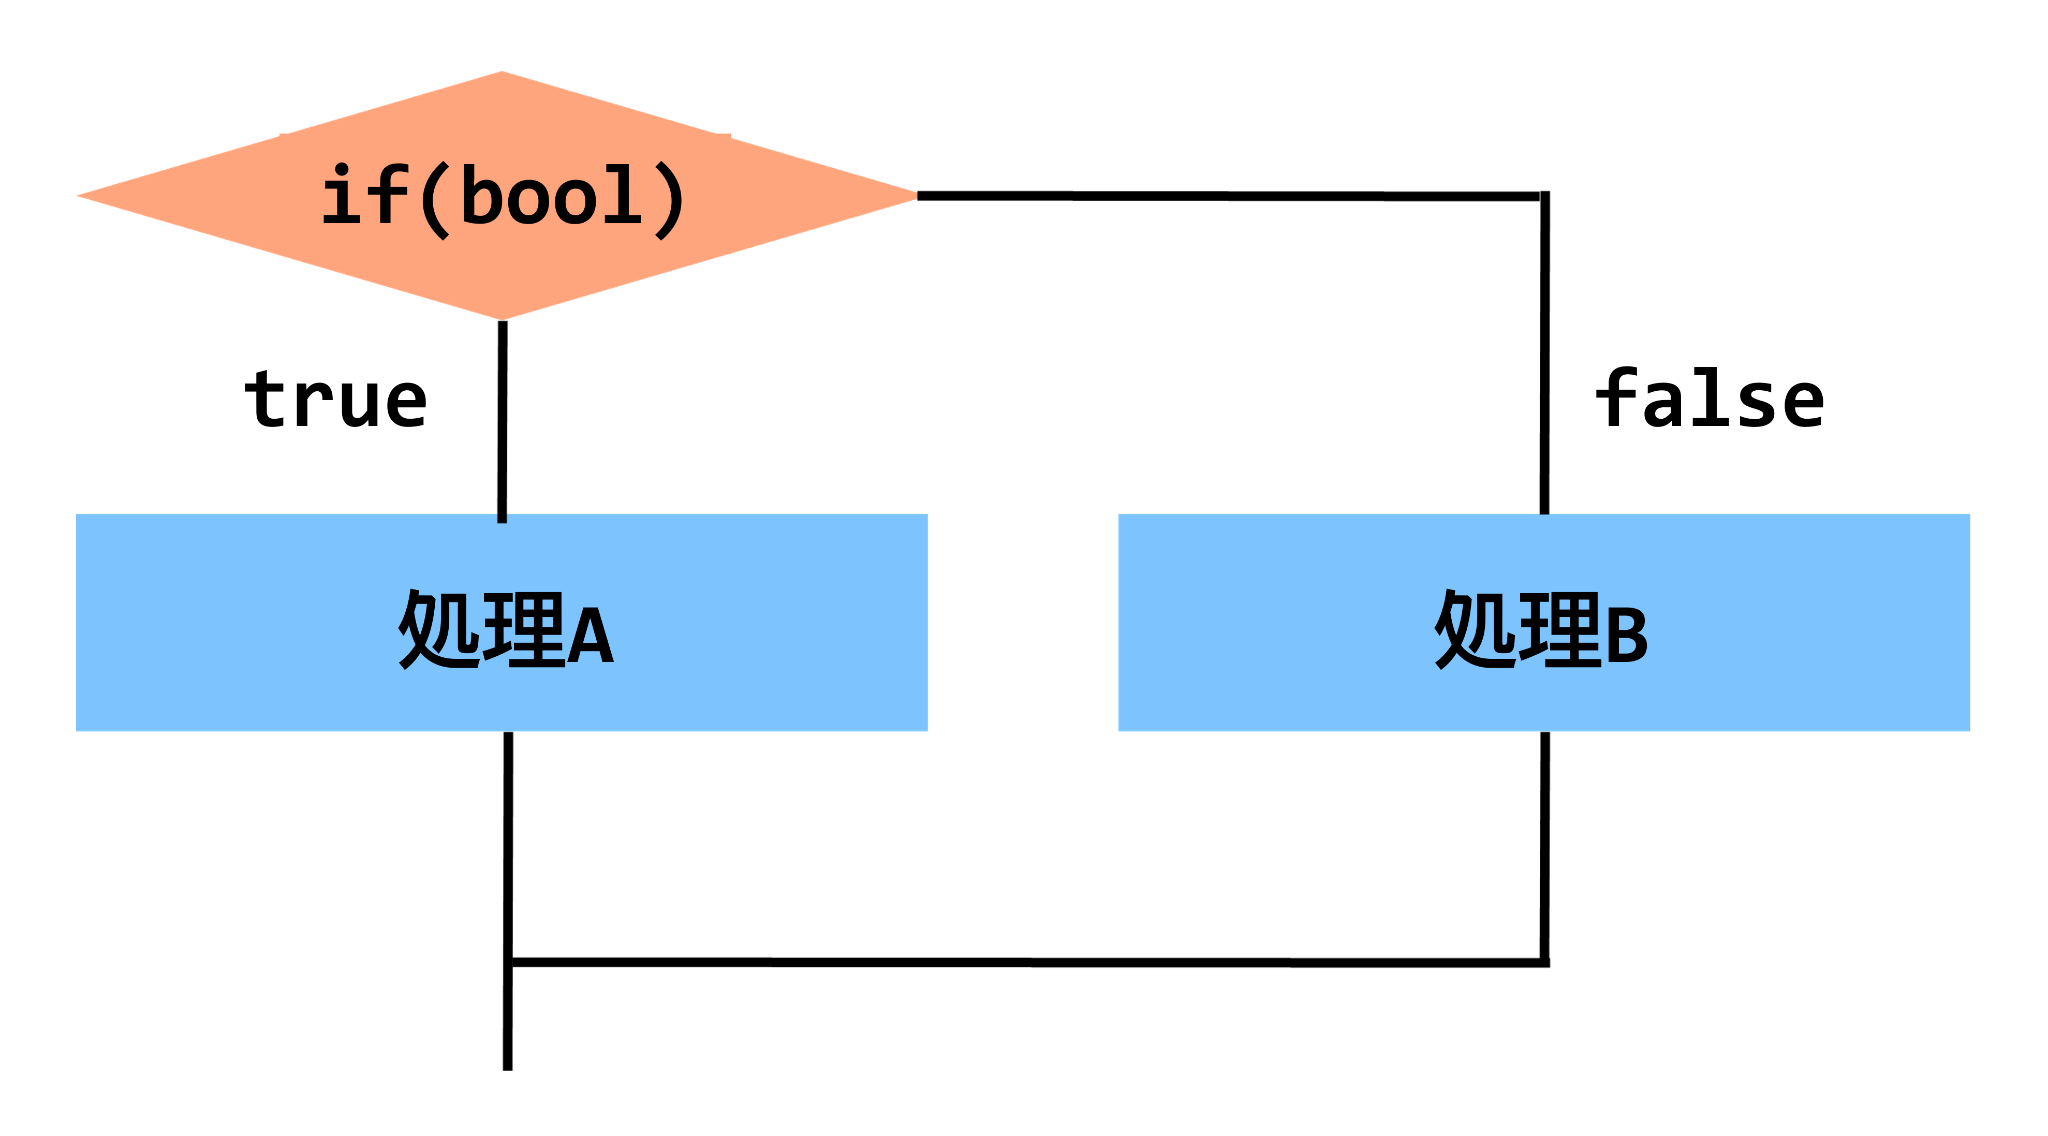 if(bool)
true
false
処理A
処理B